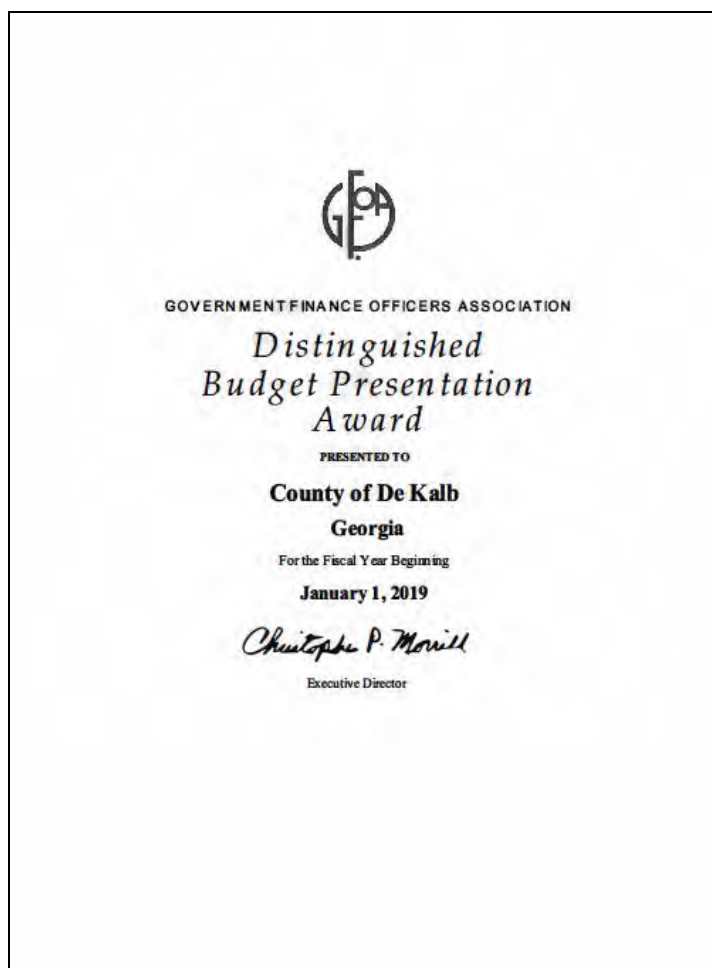 GFOA
GOVERNMENT FINANCE OFFICERS ASSOCIATION
Distinguished
Budget Presentation
Award
PRESENTED TO
County of De Kalb
Georgia
For the Fiscal Year Beginning
January 1, 2019
Christopher P. Morrill
Executive Director